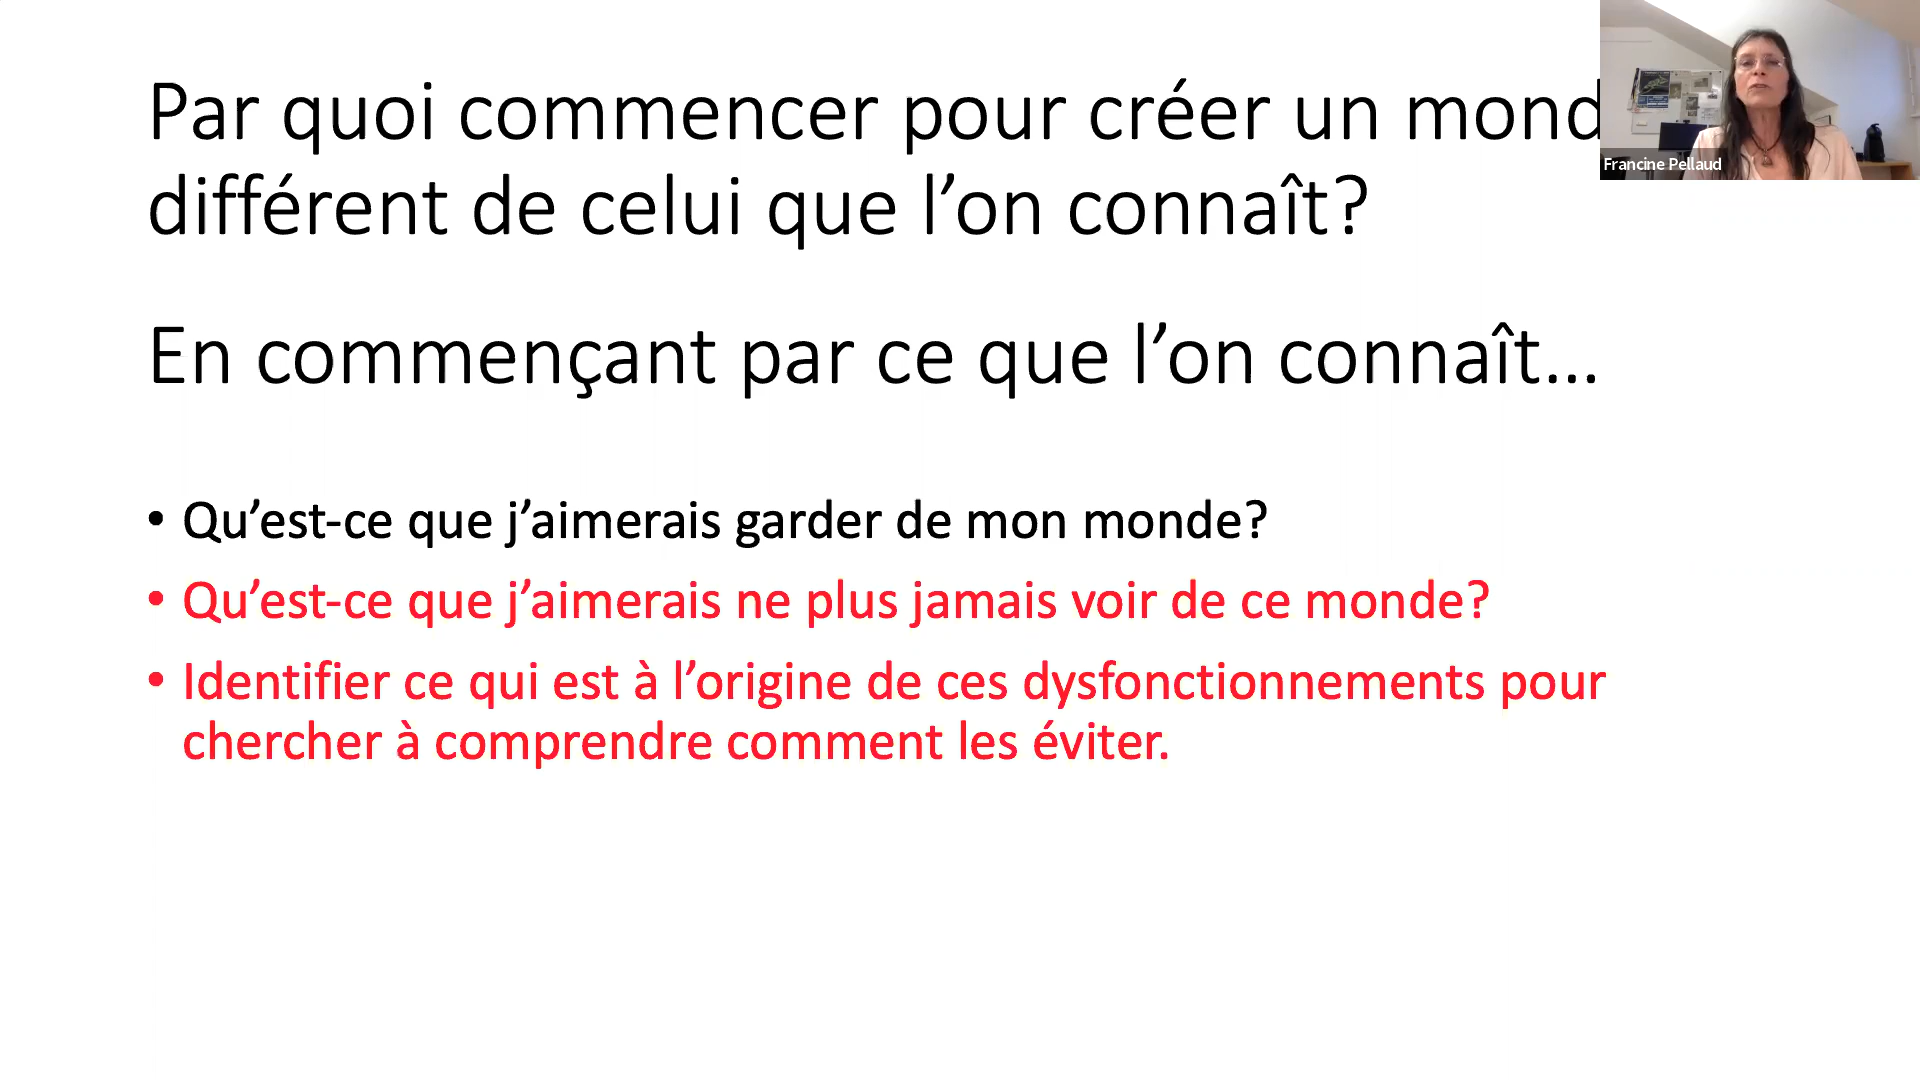 Par quoi commencer pour créer un mond
différent de celui que l’on connaît?
En commençant par ce que l’on connaît...
• Qu’est-ce que j’aimerais garder de mon monde?
• Qu’est-ce que j’aimerais ne plus jamais voir de ce monde?
• Identifier ce qui est à l’origine de ces dysfonctionnements pour
chercher à comprendre comment les éviter.
Francine Pellaud